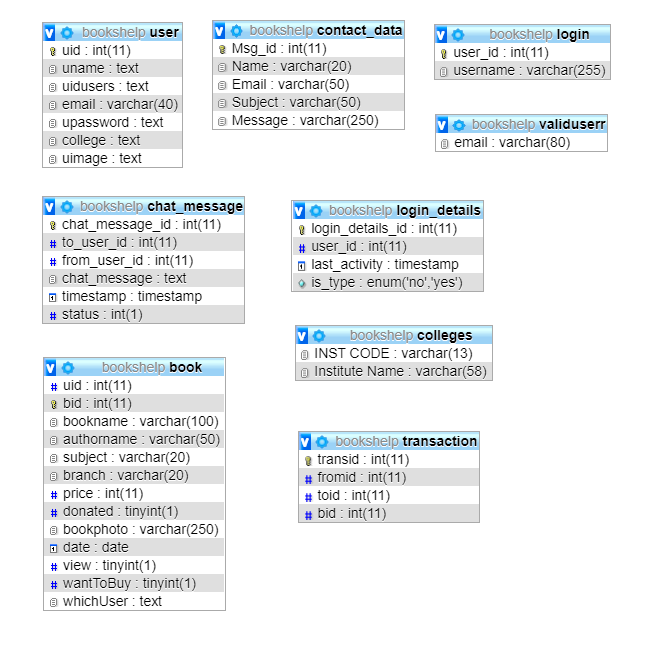 bookshelp user
uid : int(11)
uname : text
uidusers : text
email : varchar(40)
upassword : text
college : text
uimage : text
bookshelp contact_data
Msg_id : int(11)
Name : varchar(20)
Email : varchar(50)
Subject : varchar(50)
Message : varchar(250)
bookshelp login
user_id : int(11)
username : varchar(255)
bookshelp validuserr
email : varchar(80)
bookshelp chat_message
chat_message_id : int(11)
to_user_id : int(11)
from_user_id : int(11)
chat_message : text
timestamp : timestamp
status : int(1)
bookshelp login_details
login_details_id : int(11)
user_id : int(11)
last_activity : timestamp
is_type : enum('no','yes')
bookshelp colleges
INST CODE : varchar(13)
Institute Name : varchar(58)
bookshelp book
uid : int(11)
bid : int(11)
bookname : varchar(100)
authorname : varchar(50)
subject : varchar(20)
branch : varchar(20)
price : int(11)
donated : tinyint(1)
bookphoto : varchar(250)
date : date
view : tinyint(1)
wantToBuy : tinyint(1)
whichUser : text
bookshelp transaction
transid : int(11)
fromid : int(11)
toid : int(11)
bid : int(11)